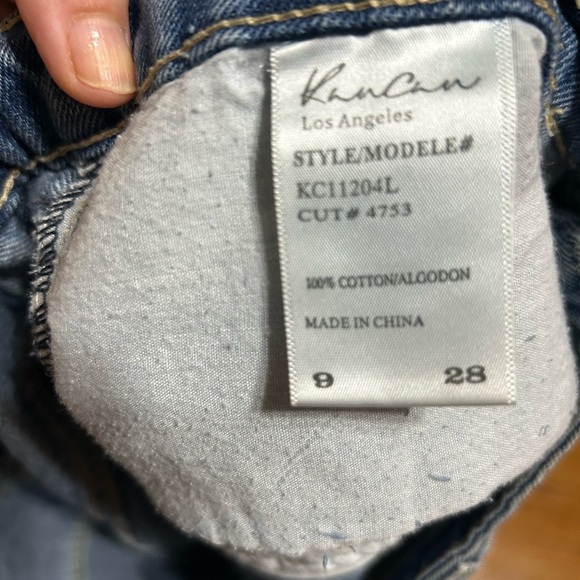 KanCan
Los Angeles
STYLE/MODELE#
KC11204L
CUT# 4753
100% COTTON/ALGODON
MADE IN CHINA
9 28